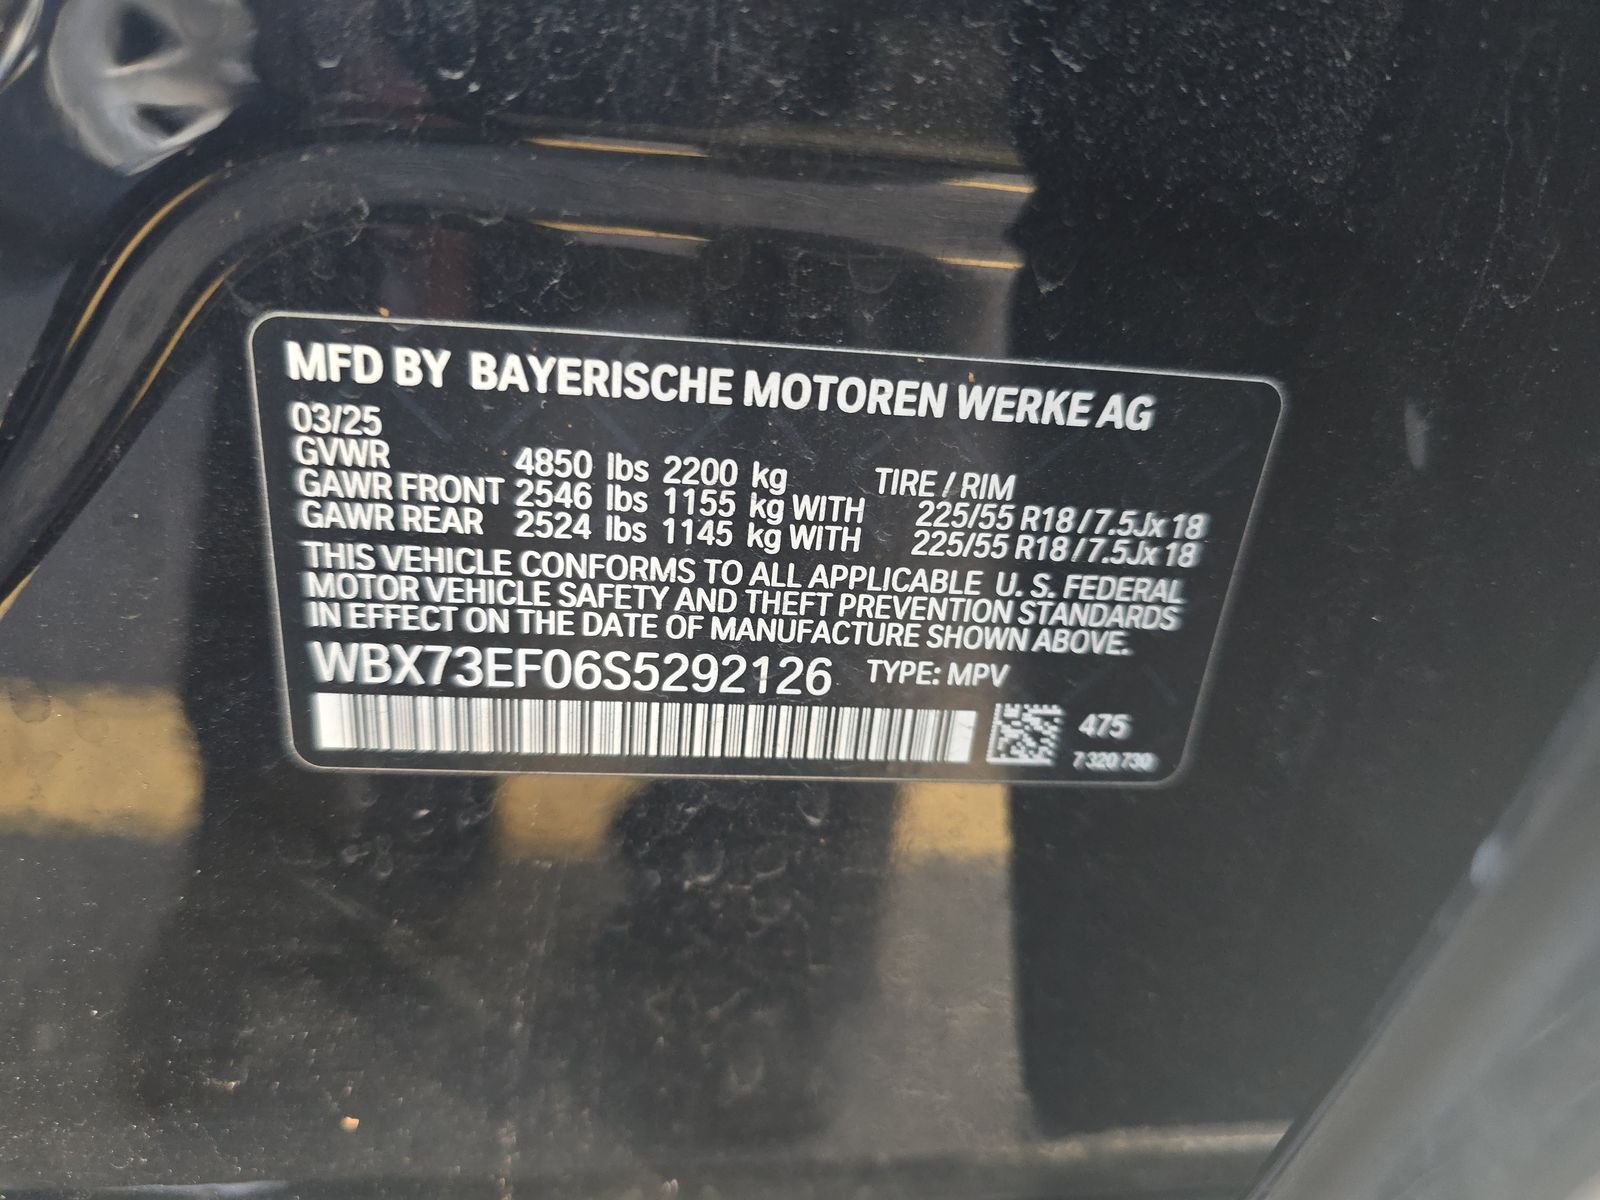 MFD BY BAYERISCHE MOTOREN WERKE AG
03/25
GVWR 4850 lbs 2200 kg TIRE / RIM
GAWR FRONT 2546 lbs 1155 kg WITH 225/55 R18 / 7.5Jx 18
GAWR REAR 2524 lbs 1145 kg WITH 225/55 R18 / 7.5Jx 18
THIS VEHICLE CONFORMS TO ALL APPLICABLE U. S. FEDERAL
MOTOR VEHICLE SAFETY AND THEFT PREVENTION STANDARDS
IN EFFECT ON THE DATE OF MANUFACTURE SHOWN ABOVE.
WBX73EF06S5292126 TYPE: MPV
475
7 320 730